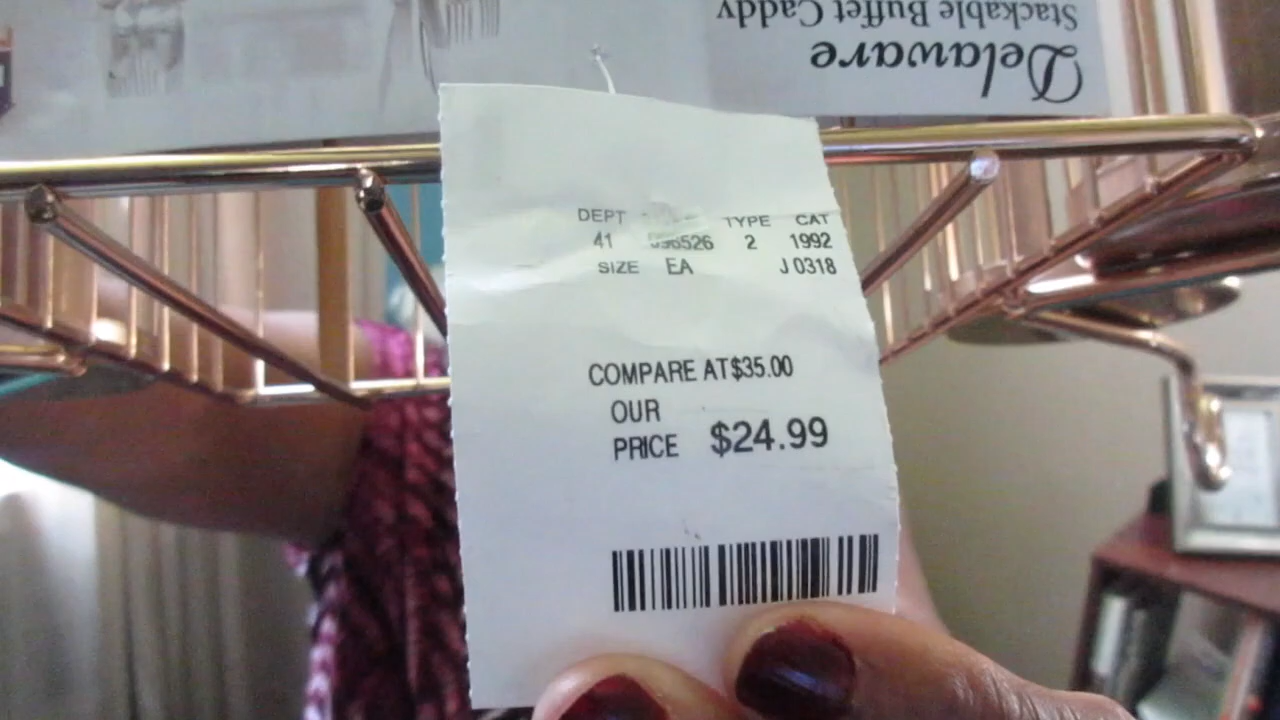 Delaware
Stackable Buffet Caddy
DEPT TYPE CAT
41 2 1992
SIZE EA J 0318
COMPARE AT $35.00
OUR
PRICE $24.99